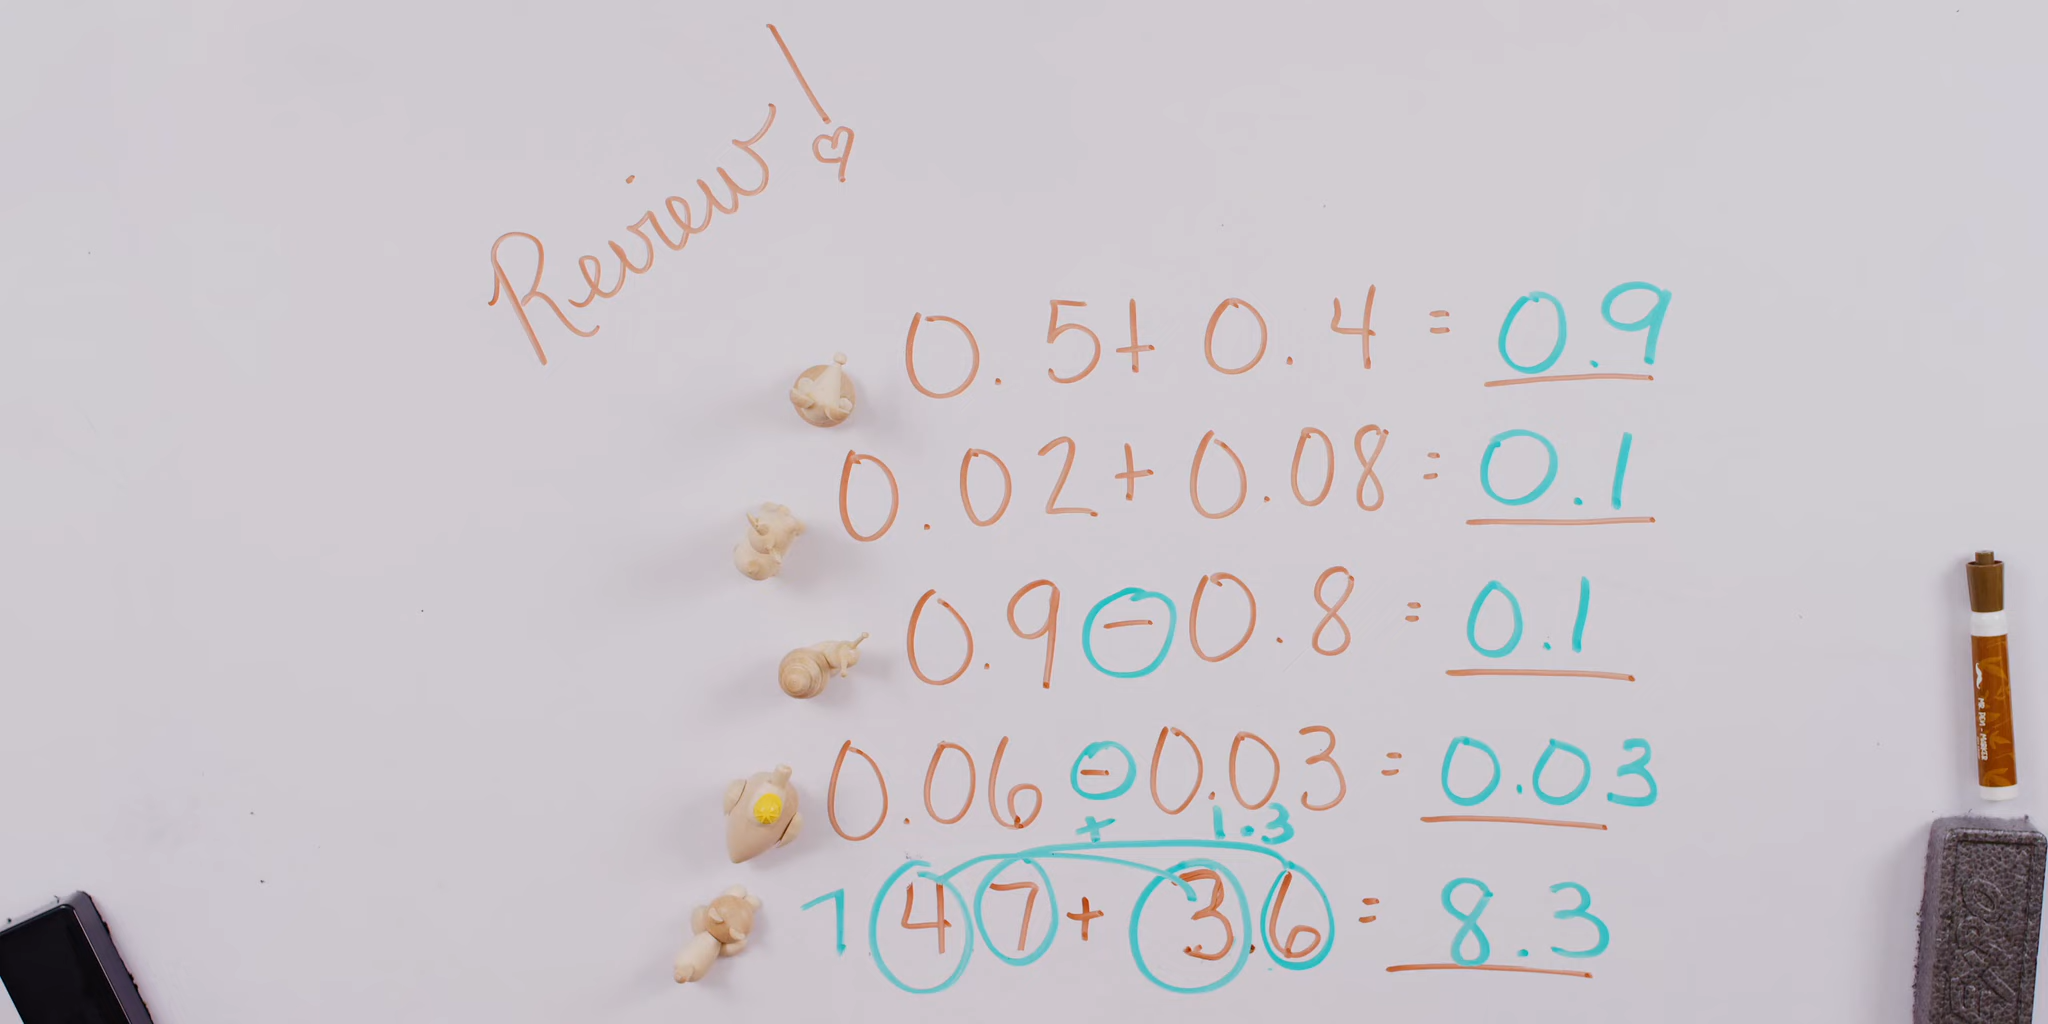 Review!
0.5+0.4 = 0.9
0.02+0.08 = 0.1
0.9-0.8 = 0.1
0.06-0.03 = 0.03
+ 1.3
7 4 7 + 3.6 = 8.3